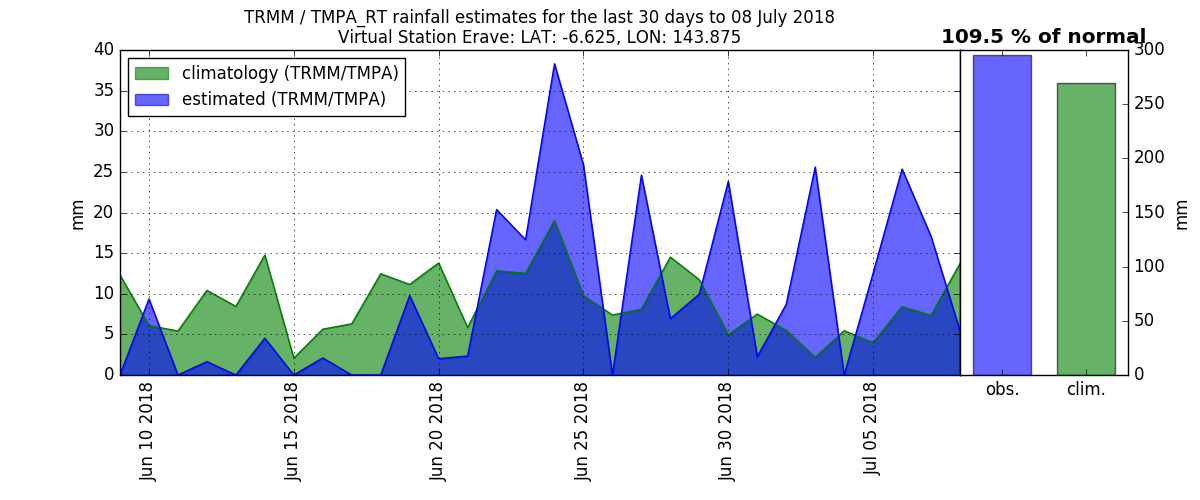 TRMM / TMPA_RT rainfall estimates for the last 30 days to 08 July 2018
Virtual Station Erave: LAT: -6.625, LON: 143.875
109.5 % of normal
climatology (TRMM/TMPA)
estimated (TRMM/TMPA)
mm
40
35
30
25
20
15
10
5
0
Jun 10 2018
Jun 15 2018
Jun 20 2018
Jun 25 2018
Jun 30 2018
Jul 05 2018
obs.
clim.
300
250
200
150
100
50
0
mm